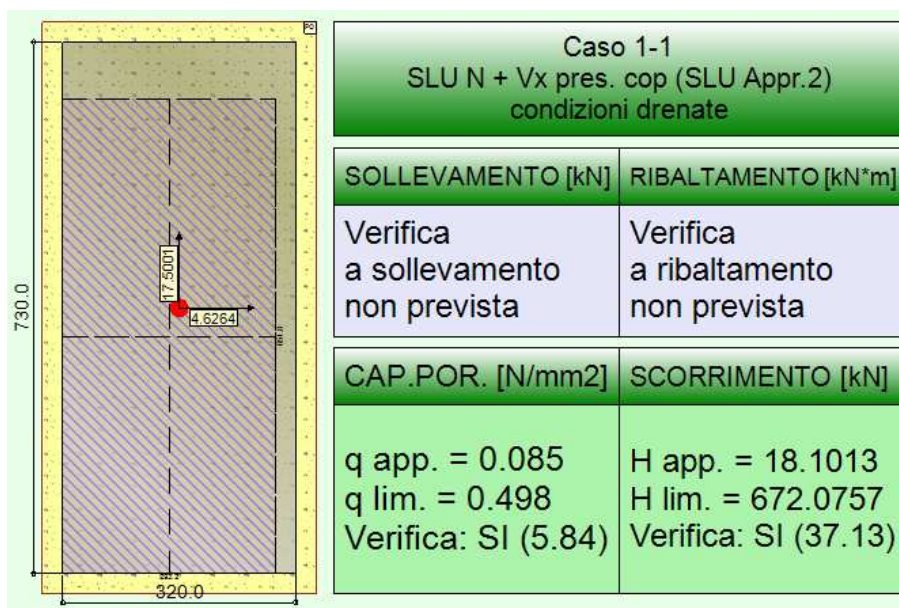 Caso 1-1
SLU N + Vx pres. cop (SLU Appr.2)
condizioni drenate
SOLLEVAMENTO [kN]
RIBALTAMENTO [kN*m]
Verifica
a sollevamento
non prevista
Verifica
a ribaltamento
non prevista
CAP.POR. [N/mm2]
SCORRIMENTO [kN]
q app. = 0.085
q lim. = 0.498
Verifica: SI (5.84)
H app. = 18.1013
H lim. = 672.0757
Verifica: SI (37.13)
17.5001
4.6264
730.0
320.0